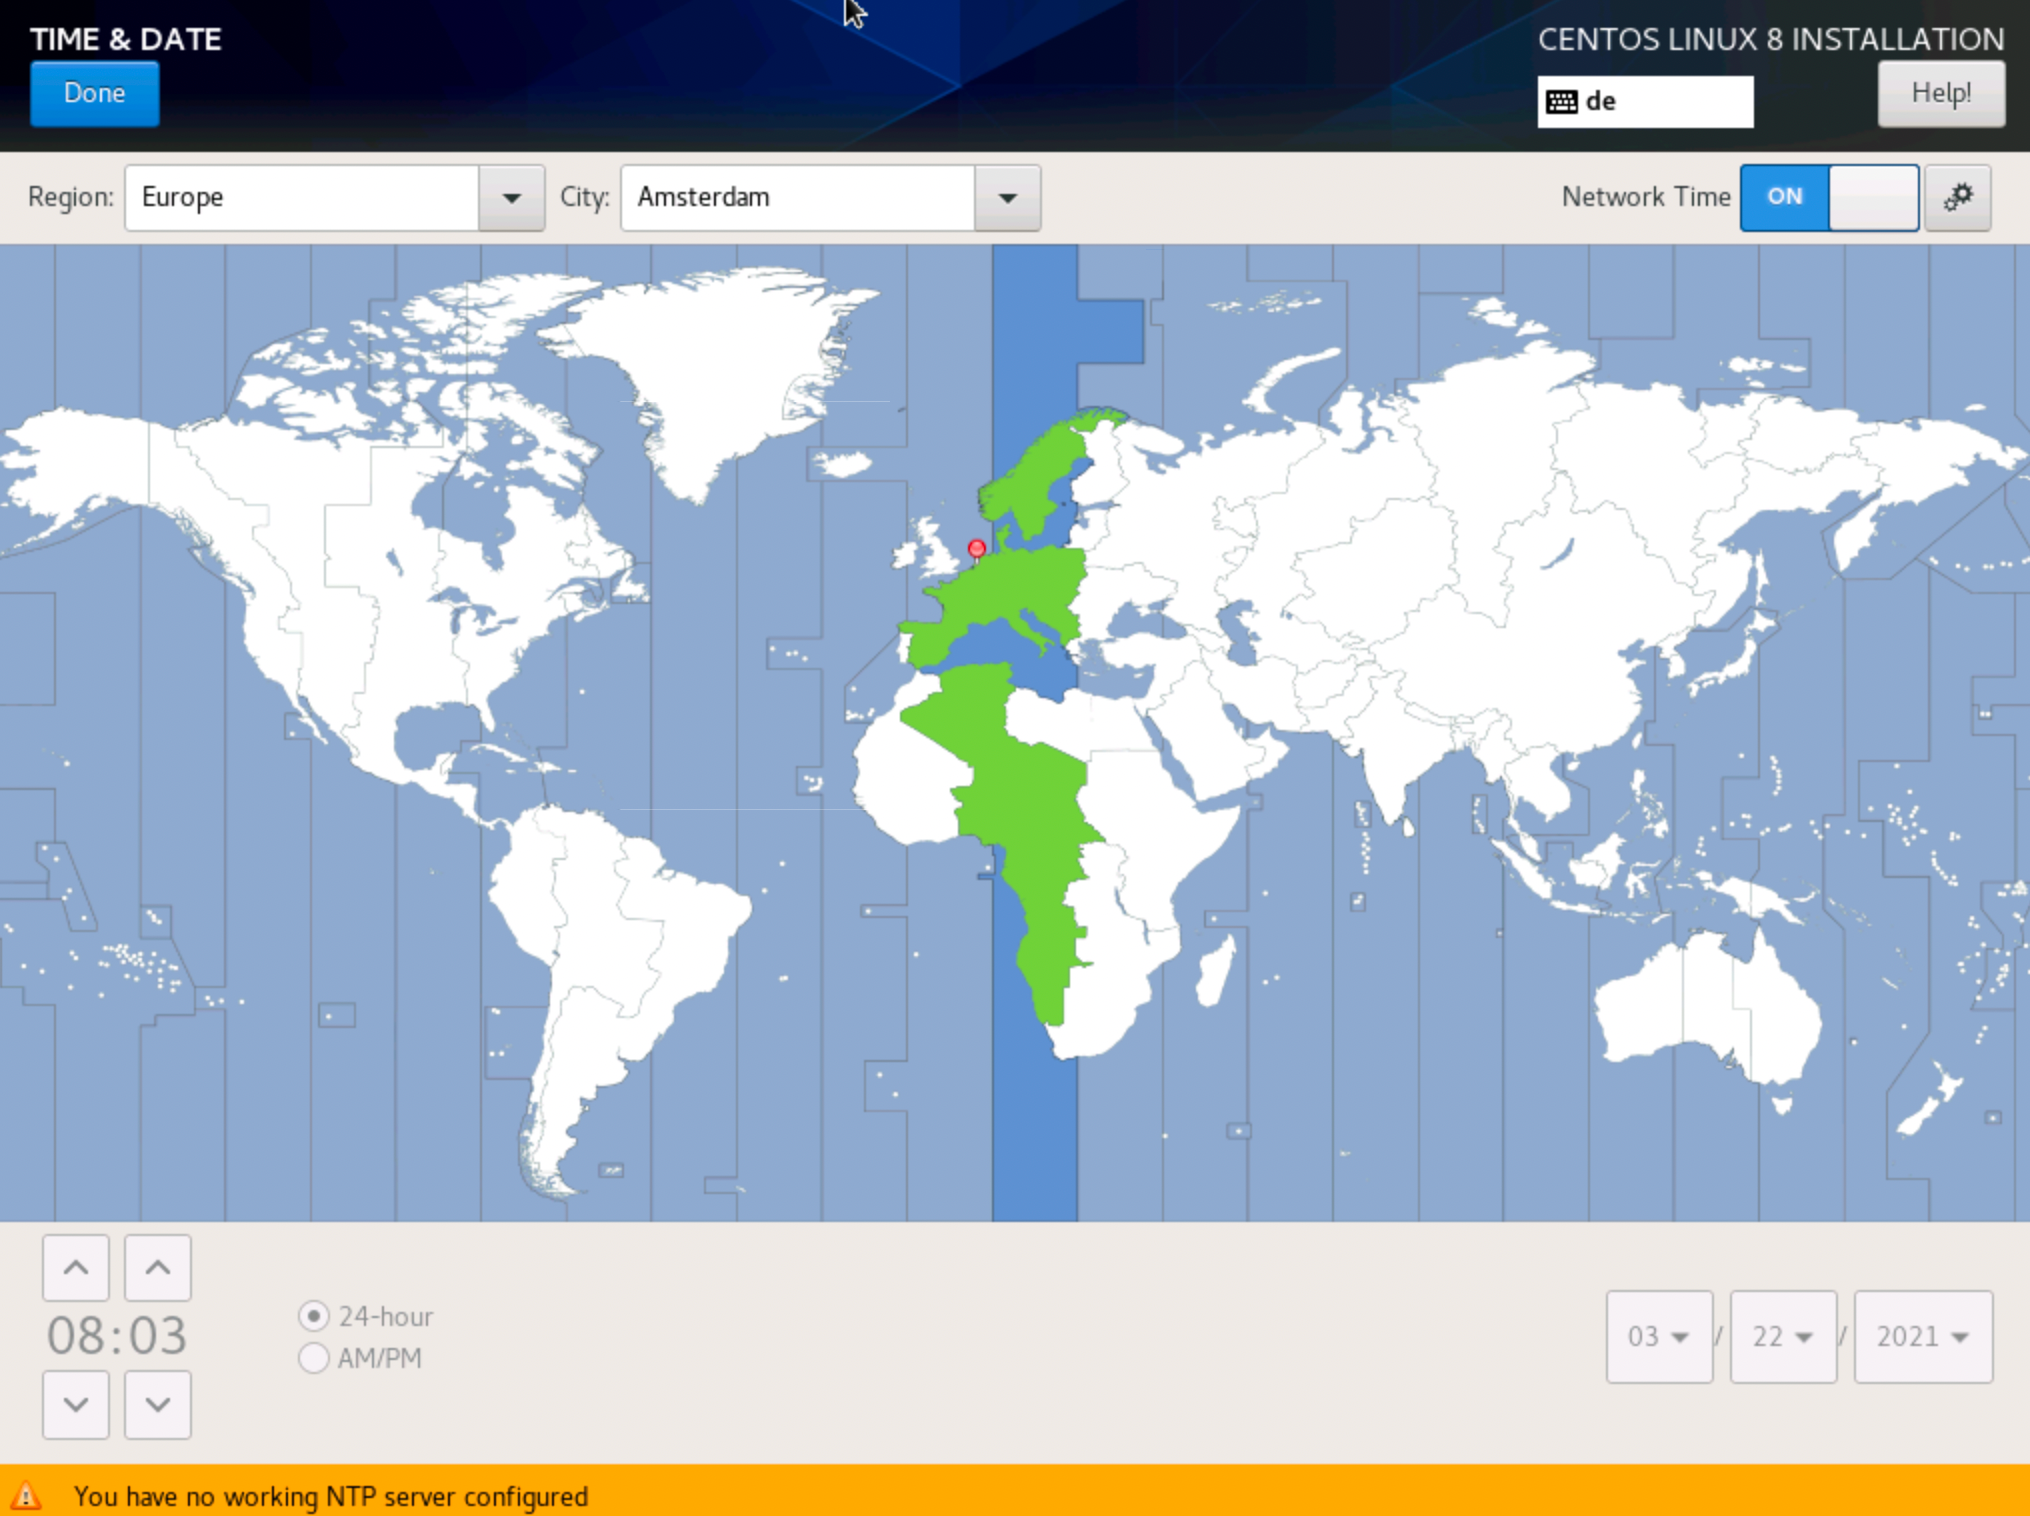 TIME & DATE
CENTOS LINUX 8 INSTALLATION
Done
de
Help!
Region:
Europe
City:
Amsterdam
Network Time
ON
08:03
24-hour
AM/PM
03 / 22 / 2021
You have no working NTP server configured